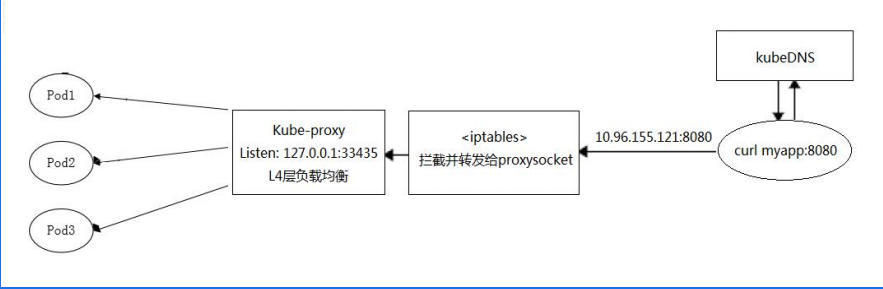 kubeDNS
Pod1
Kube-proxy
Listen: 127.0.0.1:33435
L4层负载均衡
<iptables>
拦截并转发给proxysocket
10.96.155.121:8080
curl myapp:8080
Pod2
Pod3